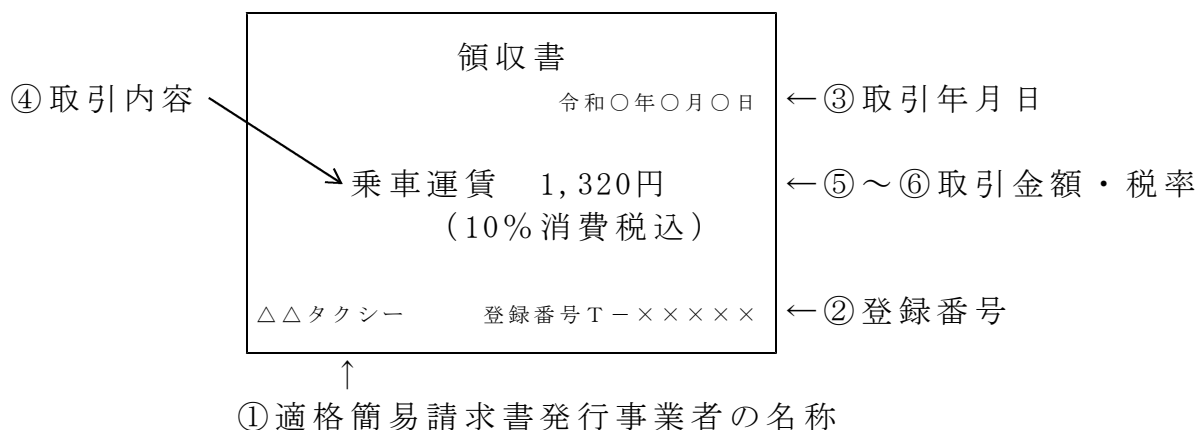 領収書
④取引内容
令和○年○月○日 ←③取引年月日
乗車運賃 1,320円 ←⑤~⑥取引金額・税率
(10%消費税込)
△△タクシー 登録番号T-××××× ←②登録番号
↑
①適格簡易請求書発行事業者の名称